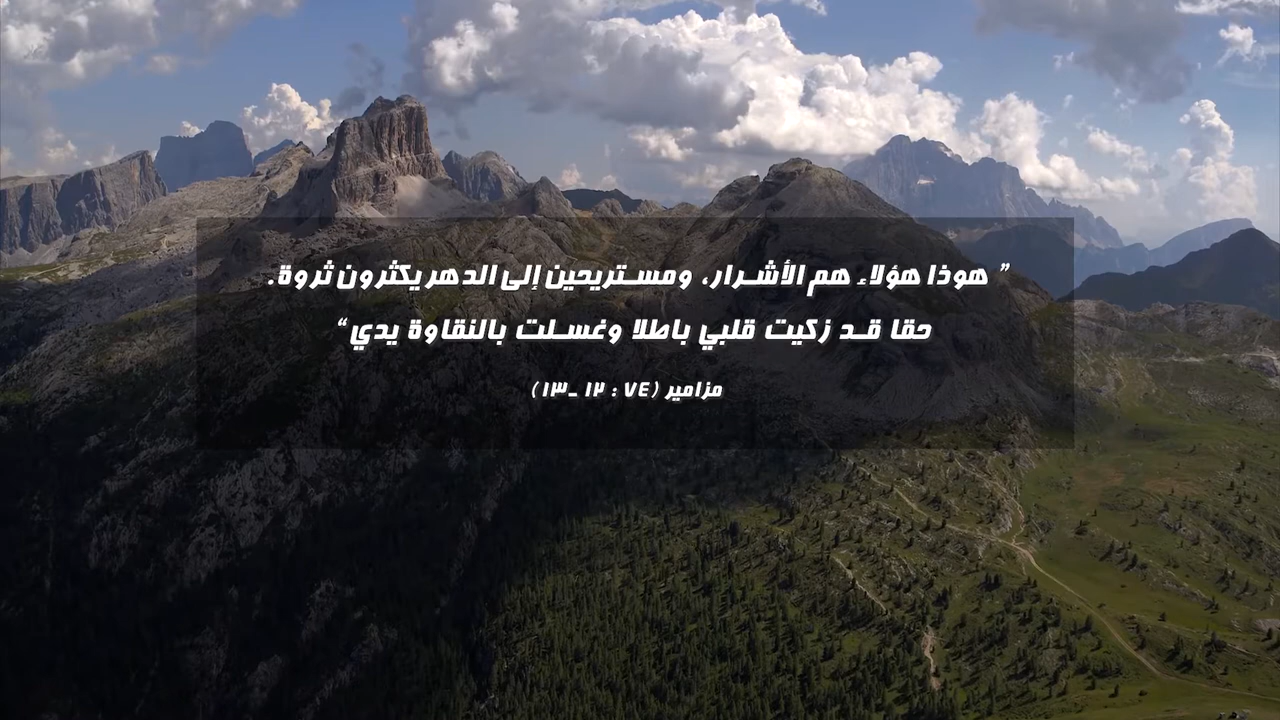 ” هوذا هؤلاء هم الأشرار، ومستريحين إلى الدهر يكثرون ثروة.
حقا قد زكيت قلبي باطلا وغسلت بالنقاوة يدي“
مزامير (٧٤ : ١٢ ـ ١٣)